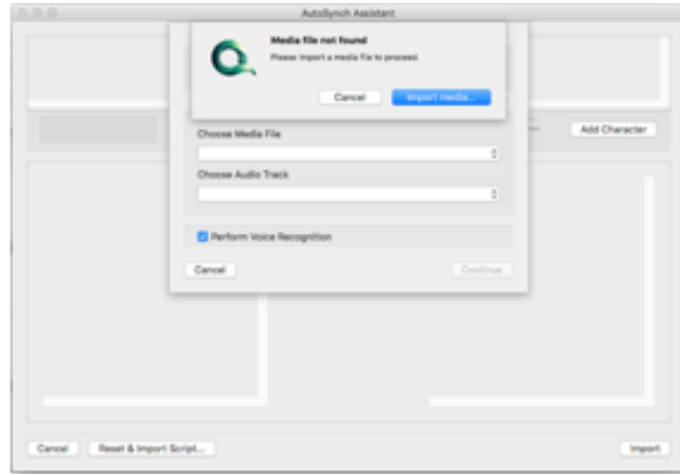 AutoSynch Assistant
Media file not found
Please import a media file to proceed.
Cancel
Import media...
Add Character
Choose Media File
Choose Audio Track
Perform Voice Recognition
Cancel
Continue
Cancel
Reset & Import Script...
Import